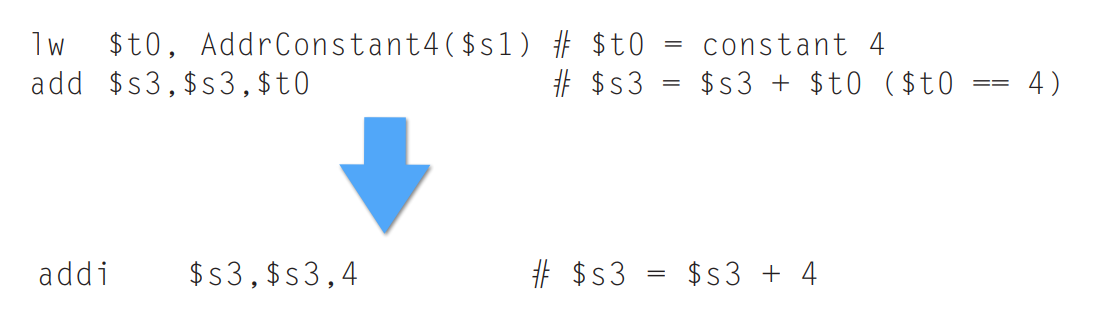 lw $t0, AddrConstant4($s1) # $t0 = constant 4
add $s3,$s3,$t0 # $s3 = $s3 + $t0 ($t0 == 4)
addi $s3,$s3,4 # $s3 = $s3 + 4